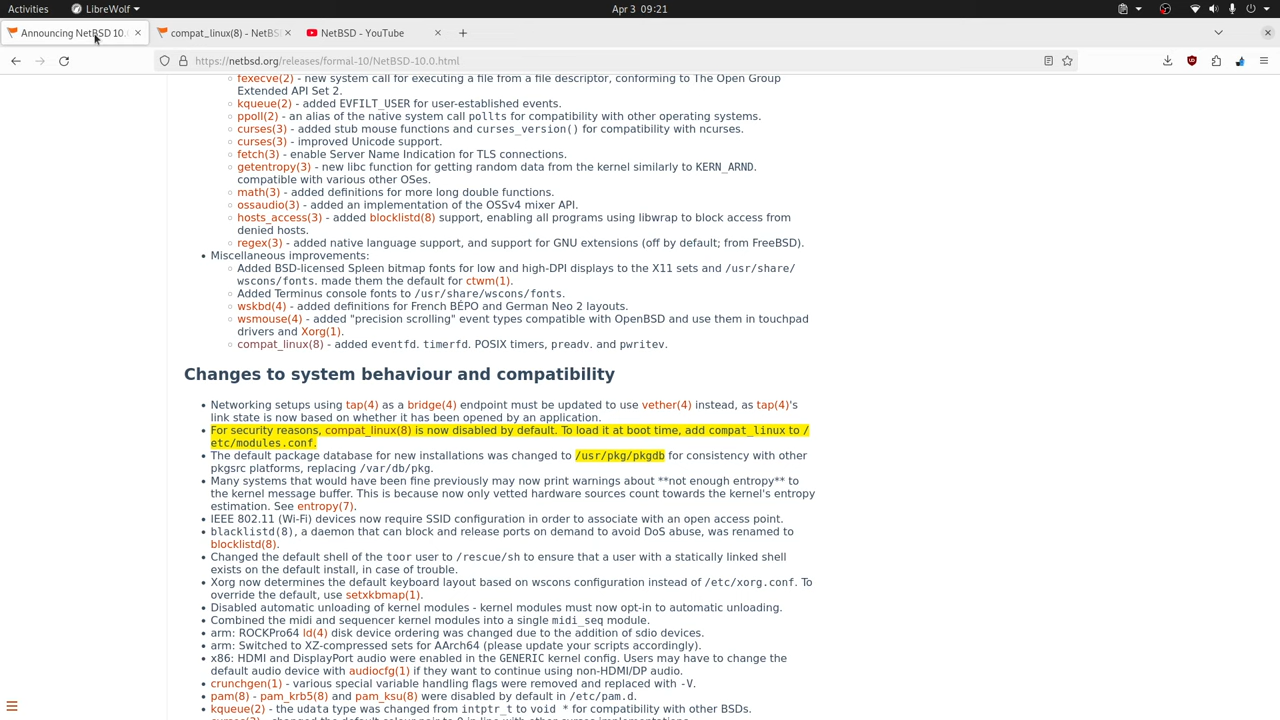 Activities
LibreWolf
Apr 3 09:21
Announcing NetBSD 10.
compat_linux(8) - NetBS
NetBSD - YouTube
https://netbsd.org/releases/formal-10/NetBSD-10.0.html
fexecve(2) - new system call for executing a file from a file descriptor, conforming to The Open Group
Extended API Set 2.
kqueue(2) - added EVFILT_USER for user-established events.
ppoll(2) - an alias of the native system call pollts for compatibility with other operating systems.
curses(3) - added stub mouse functions and curses_version() for compatibility with ncurses.
curses(3) - improved Unicode support.
fetch(3) - enable Server Name Indication for TLS connections.
getentropy(3) - new libc function for getting random data from the kernel similarly to KERN_ARND.
compatible with various other OSes.
math(3) - added definitions for more long double functions.
ossaudio(3) - added an implementation of the OSSv4 mixer API.
hosts_access(3) - added blocklistd(8) support, enabling all programs using libwrap to block access from
denied hosts.
regex(3) - added native language support, and support for GNU extensions (off by default; from FreeBSD).
Miscellaneous improvements:
Added BSD-licensed Spleen bitmap fonts for low and high-DPI displays to the X11 sets and /usr/share/
wscons/fonts. made them the default for ctwm(1).
Added Terminus console fonts to /usr/share/wscons/fonts.
wskbd(4) - added definitions for French BÉPO and German Neo 2 layouts.
wsmouse(4) - added "precision scrolling" event types compatible with OpenBSD and use them in touchpad
drivers and Xorg(1).
compat_linux(8) - added eventfd. timerfd. POSIX timers, preadv. and pwritev.
Changes to system behaviour and compatibility
Networking setups using tap(4) as a bridge(4) endpoint must be updated to use vether(4) instead, as tap(4)'s
link state is now based on whether it has been opened by an application.
For security reasons, compat_linux(8) is now disabled by default. To load it at boot time, add compat_linux to /
etc/modules.conf.
The default package database for new installations was changed to /usr/pkg/pkgdb for consistency with other
pkgsrc platforms, replacing /var/db/pkg.
Many systems that would have been fine previously may now print warnings about **not enough entropy** to
the kernel message buffer. This is because now only vetted hardware sources count towards the kernel's entropy
estimation. See entropy(7).
IEEE 802.11 (Wi-Fi) devices now require SSID configuration in order to associate with an open access point.
blacklistd(8), a daemon that can block and release ports on demand to avoid DoS abuse, was renamed to
blocklistd(8).
Changed the default shell of the toor user to /rescue/sh to ensure that a user with a statically linked shell
exists on the default install, in case of trouble.
Xorg now determines the default keyboard layout based on wscons configuration instead of /etc/xorg.conf. To
override the default, use setxkbmap(1).
Disabled automatic unloading of kernel modules - kernel modules must now opt-in to automatic unloading.
Combined the midi and sequencer kernel modules into a single midi_seq module.
arm: ROCKPro64 ld(4) disk device ordering was changed due to the addition of sdio devices.
arm: Switched to XZ-compressed sets for AArch64 (please update your scripts accordingly).
x86: HDMI and DisplayPort audio were enabled in the GENERIC kernel config. Users may have to change the
default audio device with audiocfg(1) if they want to continue using non-HDMI/DP audio.
crunchgen(1) - various special variable handling flags were removed and replaced with -V.
pam(8) - pam_krb5(8) and pam_ksu(8) were disabled by default in /etc/pam.d.
kqueue(2) - the udata type was changed from intptr_t to void * for compatibility with other BSDs.